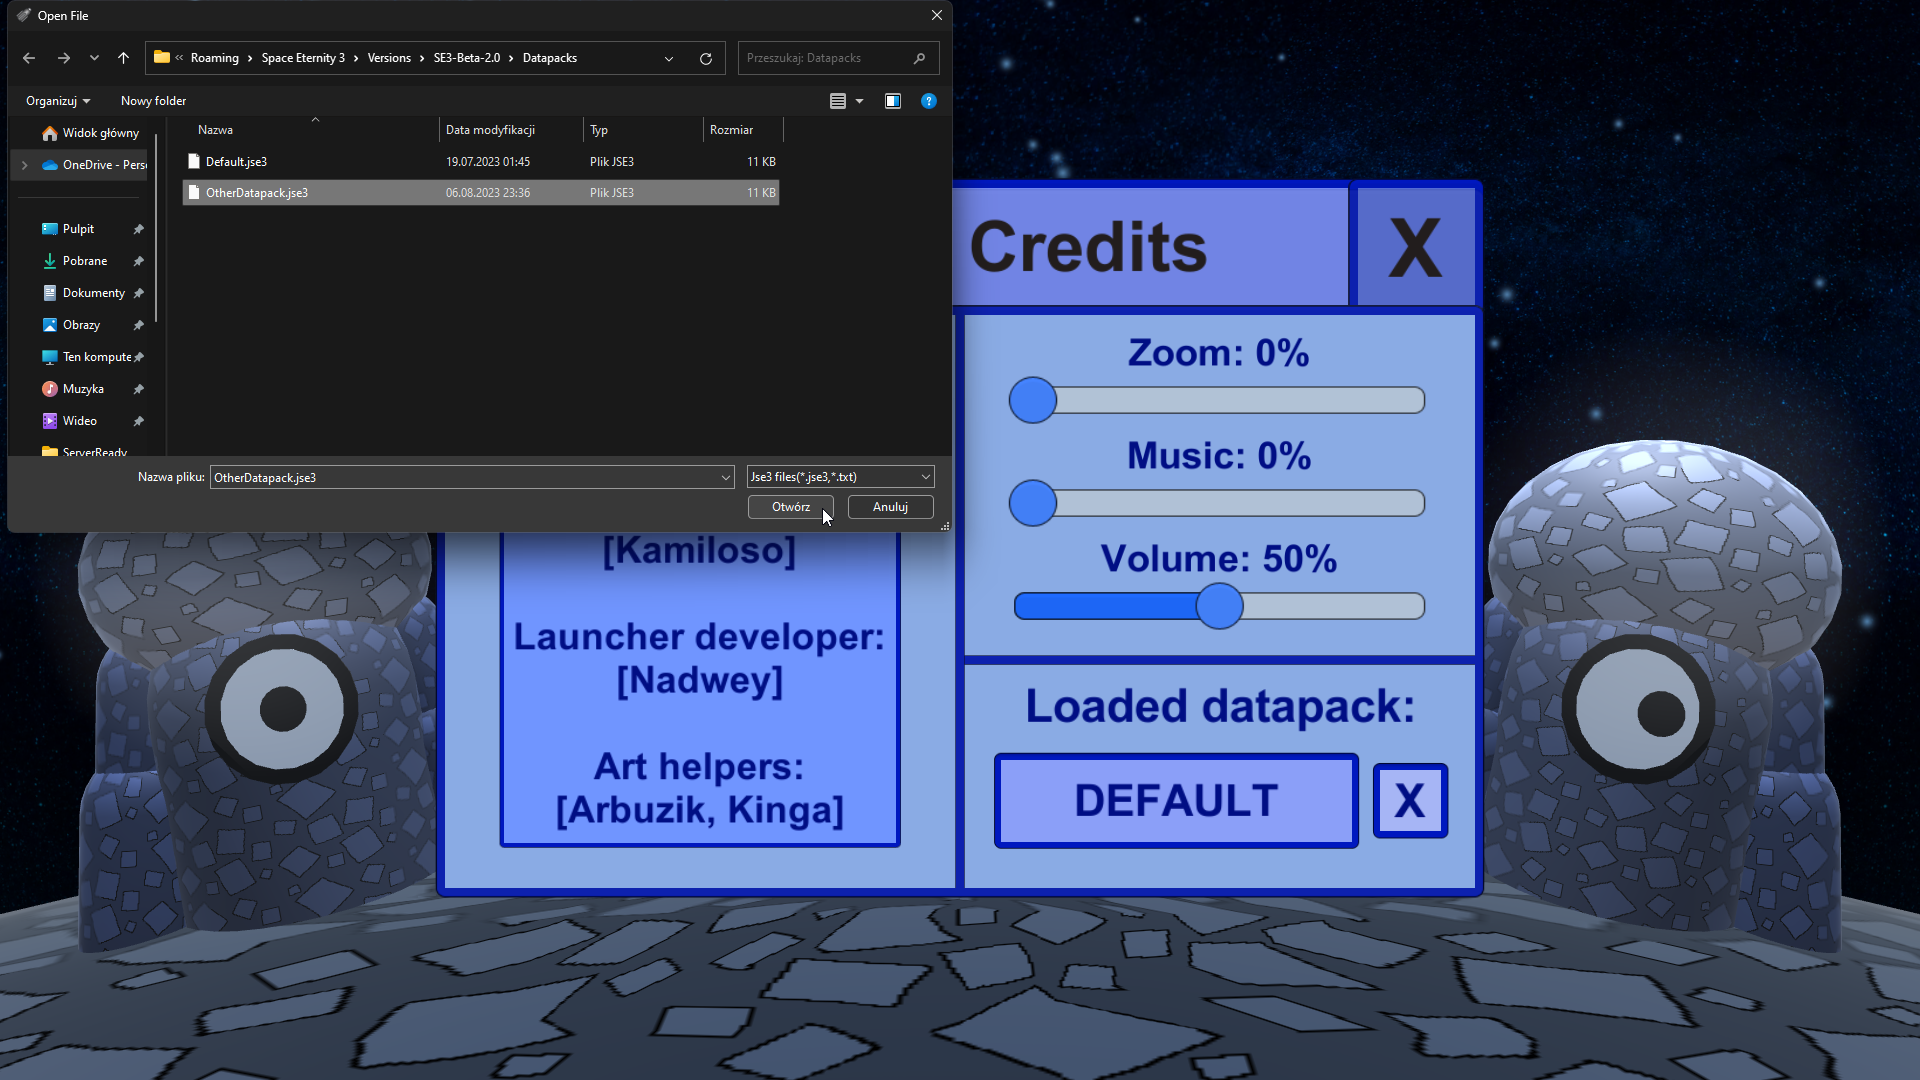 Open File
« Roaming > Space Eternity 3 > Versions > SE3-Beta-2.0 > Datapacks
Przeszukaj: Datapacks
Organizuj
Nowy folder
?
Widok główny
OneDrive - Pers
Pulpit
Pobrane
Dokumenty
Obrazy
Ten kompute
Muzyka
Wideo
ServerReady
Nazwa Data modyfikacji Typ Rozmiar
Default.jse3 19.07.2023 01:45 Plik JSE3 11 KB
OtherDatapack.jse3 06.08.2023 23:36 Plik JSE3 11 KB
Nazwa pliku: OtherDatapack.jse3
Jse3 files(*.jse3,*.txt)
Otwórz
Anuluj
Credits
X
[Kamiloso]
Launcher developer:
[Nadwey]
Art helpers:
[Arbuzik, Kinga]
Zoom: 0%
Music: 0%
Volume: 50%
Loaded datapack:
DEFAULT
X